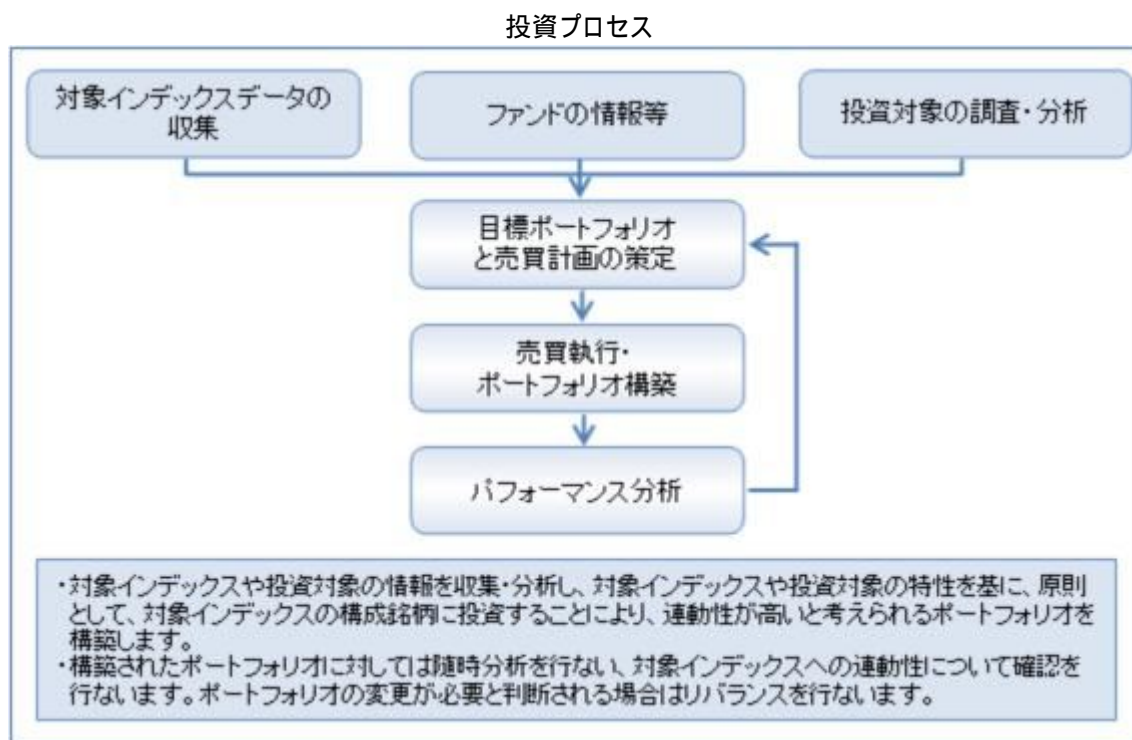 投資プロセス
対象インデックスデータの
収集
ファンドの情報等
投資対象の調査・分析
目標ポートフォリオ
と売買計画の策定
売買執行・
ポートフォリオ構築
パフォーマンス分析
・対象インデックスや投資対象の情報を収集・分析し、対象インデックスや投資対象の特性を基に、原則
として、対象インデックスの構成銘柄に投資することにより、連動性が高いと考えられるポートフォリオを
構築します。
・構築されたポートフォリオに対しては随時分析を行ない、対象インデックスへの連動性について確認を
行ないます。ポートフォリオの変更が必要と判断される場合はリバランスを行ないます。